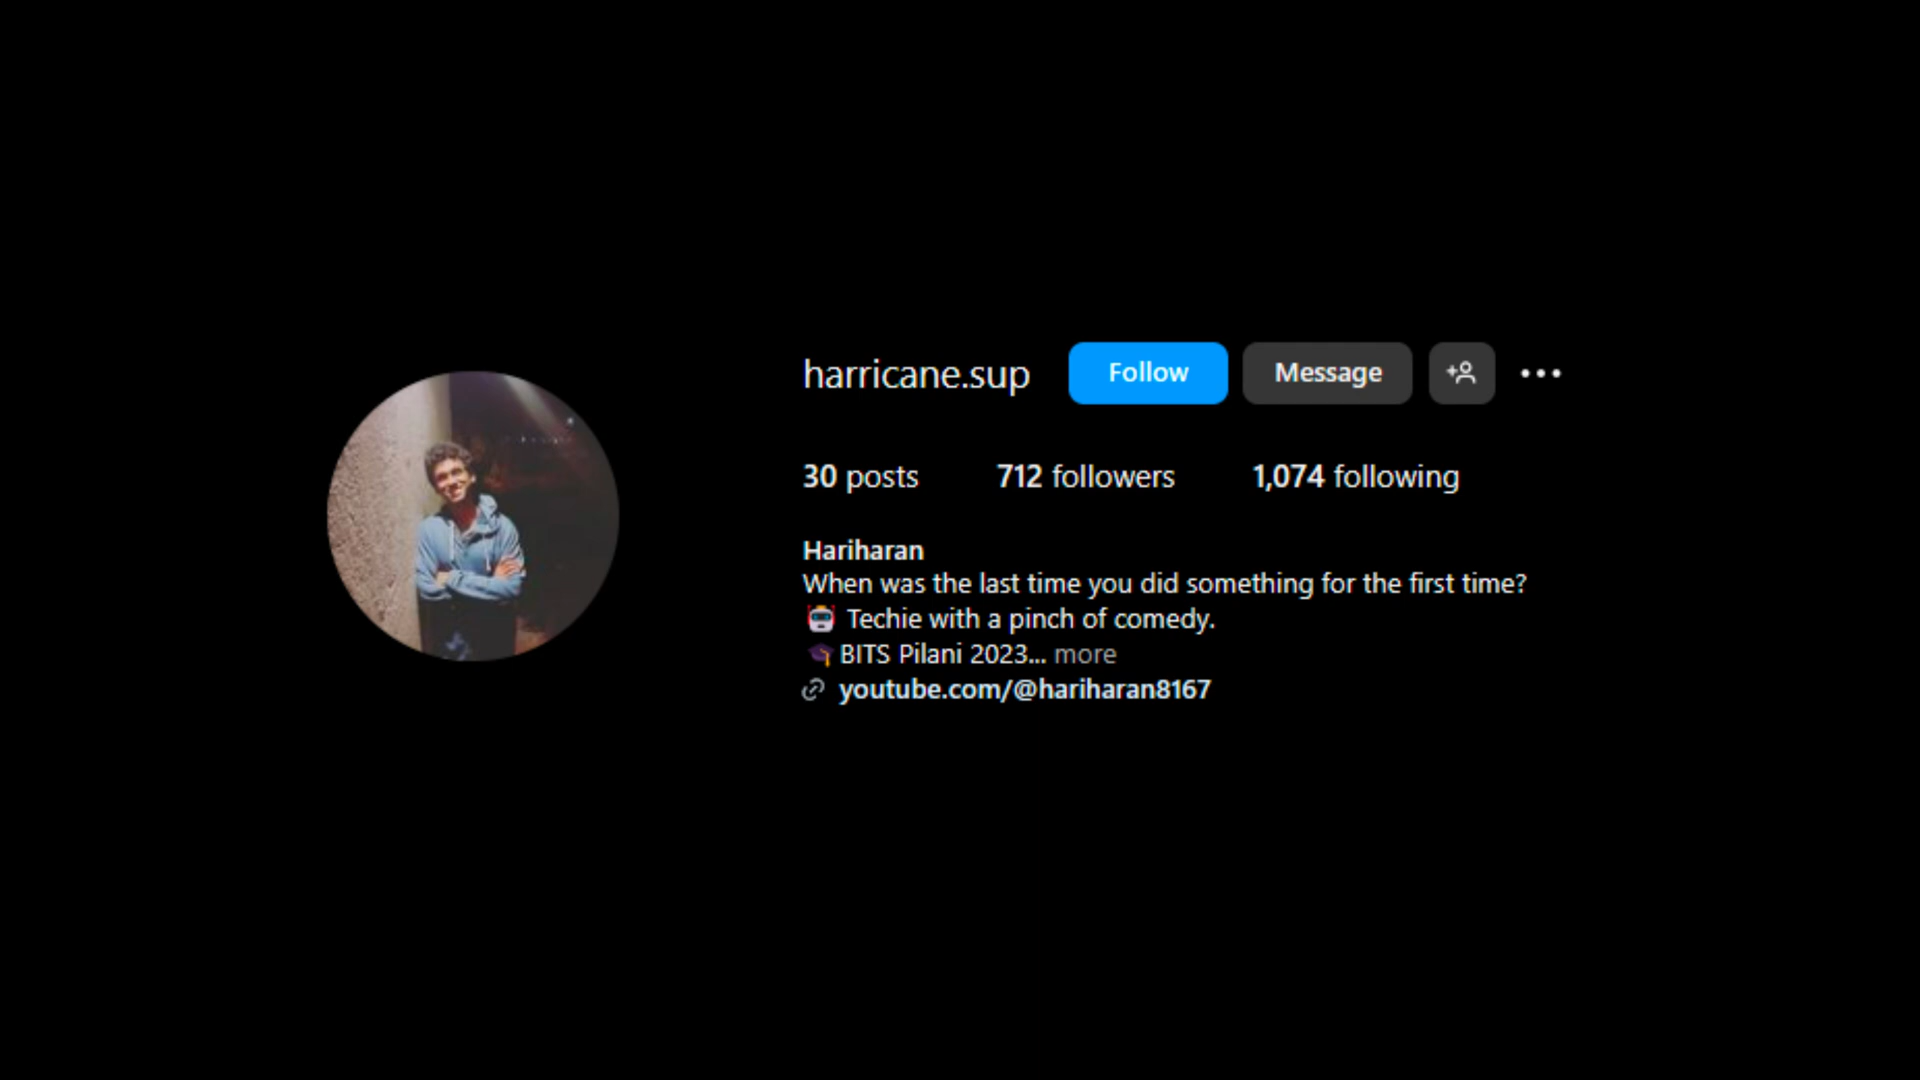 harricane.sup Follow Message
30 posts 712 followers 1,074 following
Hariharan
When was the last time you did something for the first time?
🤖 Techie with a pinch of comedy.
🎓BITS Pilani 2023... more
youtube.com/@hariharan8167